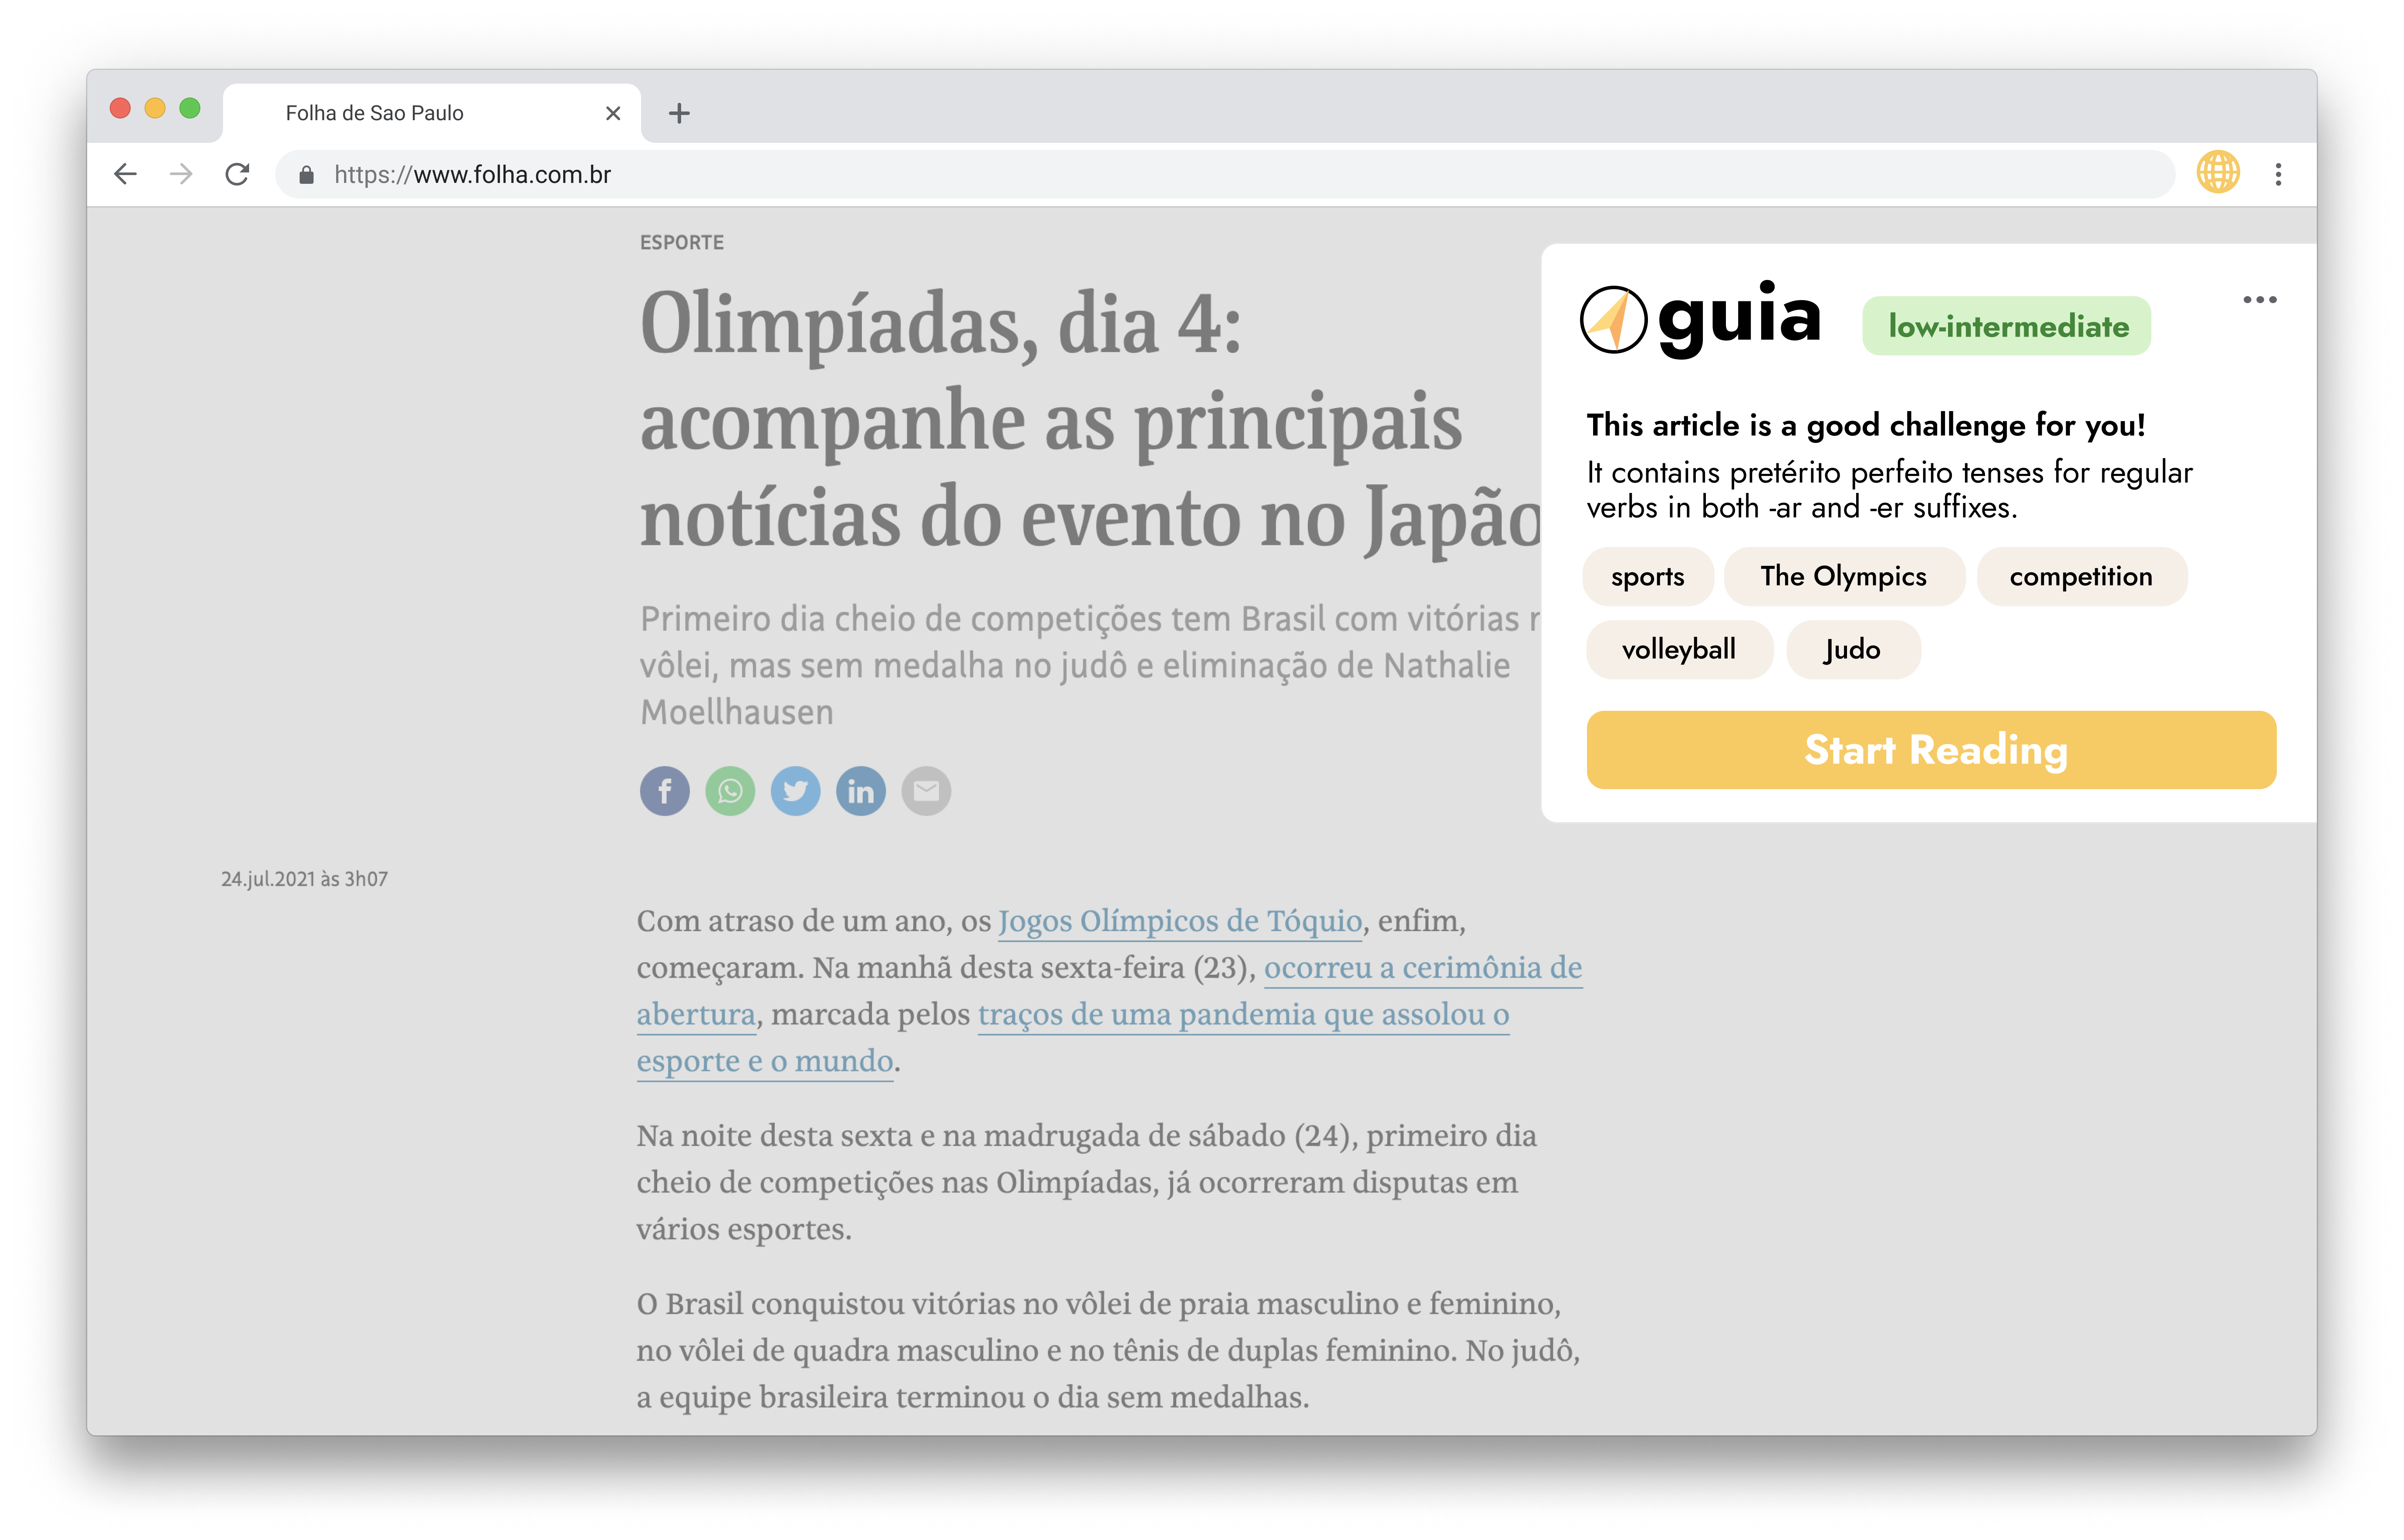 Folha de Sao Paulo
https://www.folha.com.br
ESPORTE
Olimpíadas, dia 4:
acompanhe as principais
notícias do evento no Japão
Primeiro dia cheio de competições tem Brasil com vitórias
vôlei, mas sem medalha no judô e eliminação de Nathalie
Moellhausen
f
in
24.jul.2021 às 3h07
Com atraso de um ano, os Jogos Olímpicos de Tóquio, enfim,
começaram. Na manhã desta sexta-feira (23), ocorreu a cerimônia de
abertura, marcada pelos traços de uma pandemia que assolou o
esporte e o mundo.
Na noite desta sexta e na madrugada de sábado (24), primeiro dia
cheio de competições nas Olimpíadas, já ocorreram disputas em
vários esportes.
O Brasil conquistou vitórias no vôlei de praia masculino e feminino,
no vôlei de quadra masculino e no tênis de duplas feminino. No judô,
a equipe brasileira terminou o dia sem medalhas.
guia
low-intermediate
This article is a good challenge for you!
It contains pretérito perfeito tenses for regular
verbs in both -ar and -er suffixes.
sports The Olympics competition
volleyball Judo
Start Reading